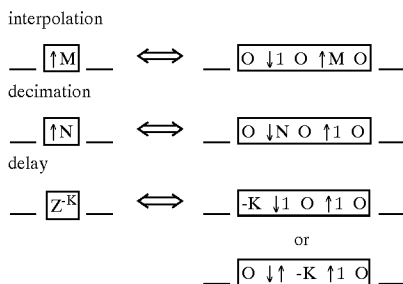 interpolation
↑M ⇔ O ↓1 O ↑M O
decimation
↑N ⇔ O ↓N O ↑1 O
delay
Z^-K ⇔ -K ↓1 O ↑1 O
or
O ↓↑ -K ↑1 O